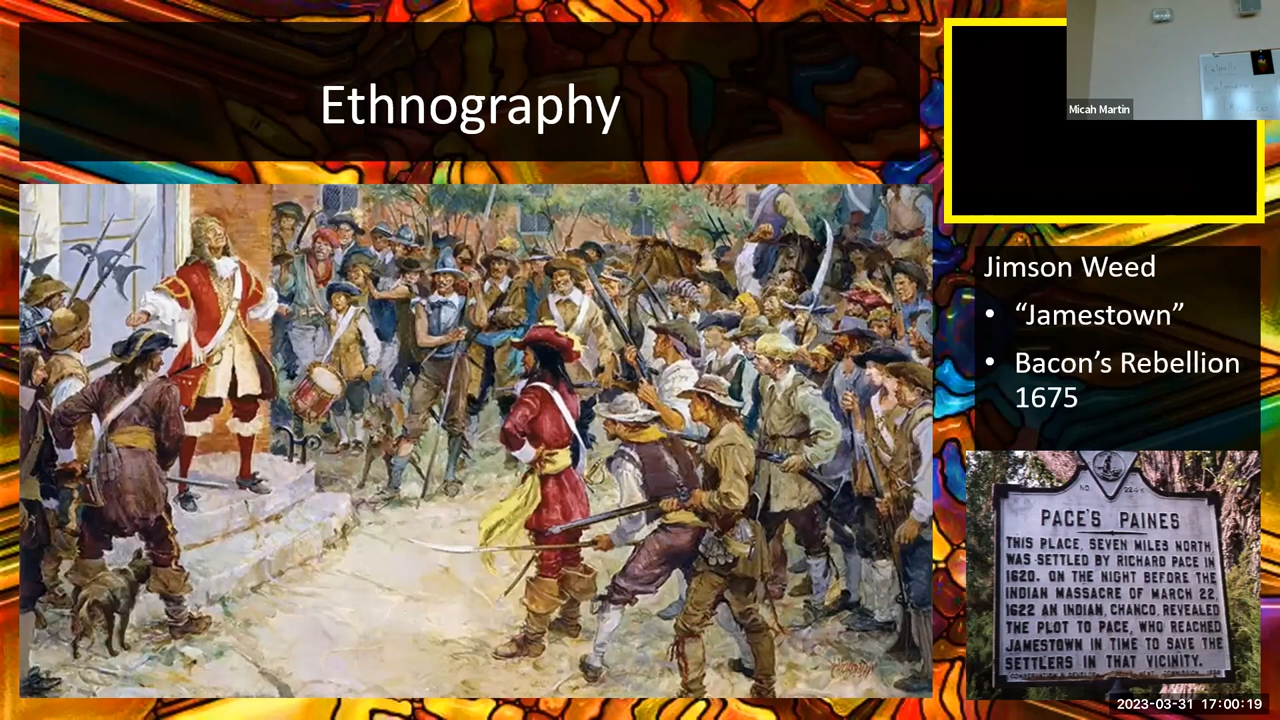 Ethnography
Micah Martin
Jimson Weed
• “Jamestown”
• Bacon’s Rebellion
1675
PACE'S PAINES
THIS PLACE, SEVEN MILES NORTH,
WAS SETTLED BY RICHARD PACE IN
1620. ON THE NIGHT BEFORE THE
INDIAN MASSACRE OF MARCH 22,
1622 AN INDIAN, CHANCO, REVEALED
THE PLOT TO PACE, WHO REACHED
JAMESTOWN IN TIME TO SAVE THE
SETTLERS IN THAT VICINITY.
2023-03-31 17:00:19